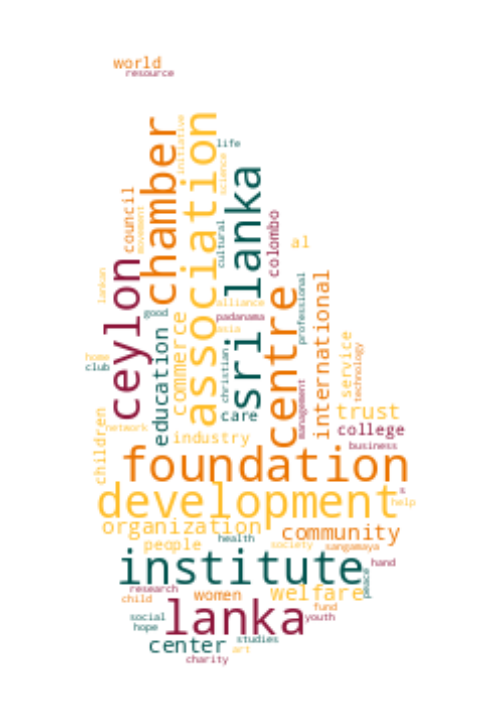 world
resource
chamber
initiative
association
life
science
sri lanka
council
movement
cultural
colombo
al
ceylon
lankan
good
alliance
padanama
asia
centre
professional
international
commerce
education
christian
service
technology
home
club
care
management
trust
children
network
industry
college
business
foundation
development
s
help
organization
community
people
health
society
sangamaya
institute
hand
peace
research
child
women
welfare
fund
lanka
social
hope
youth
center
studies
art
charity